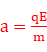 a = qE/m